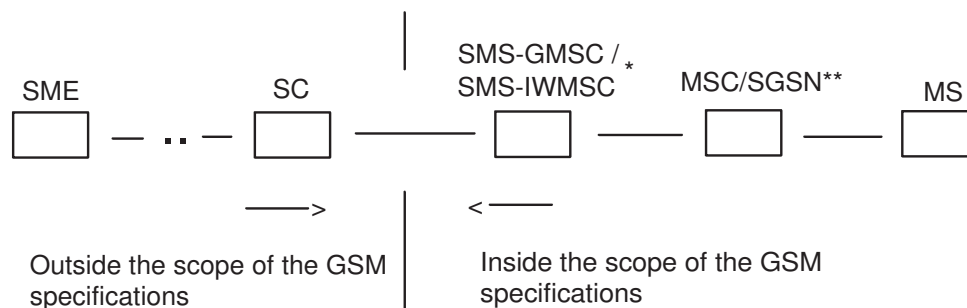 SMS-GMSC /
SMS-IWMSC *
SME
SC
MSC/SGSN**
MS
. .
>
<
Outside the scope of the GSM
specifications
Inside the scope of the GSM
specifications